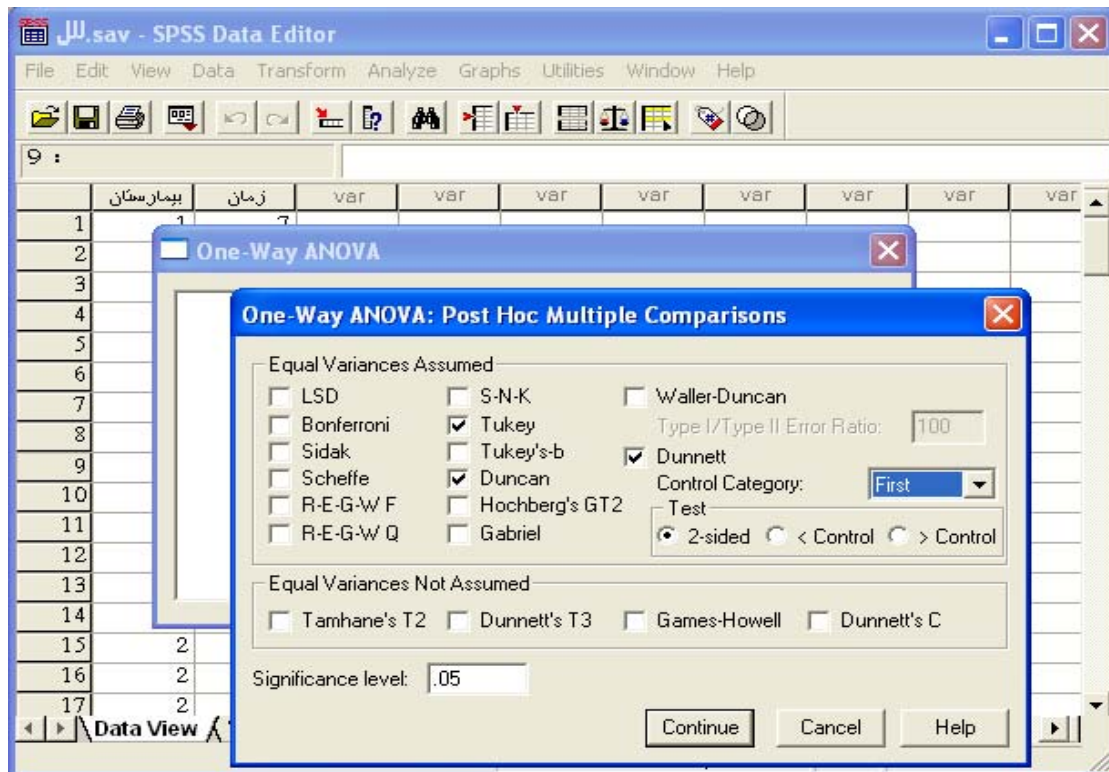 سل.sav - SPSS Data Editor
File Edit View Data Transform Analyze Graphs Utilities Window Help
9 :
بیمارستان زمان var var var var var var var var
1 1 7
2
3
4
5
6
7
8
9
10
11
12
13
14
15 2
16 2
17 2
One-Way ANOVA
One-Way ANOVA: Post Hoc Multiple Comparisons
Equal Variances Assumed
LSD S-N-K Waller-Duncan
Bonferroni Tukey Type I/Type II Error Ratio: 100
Sidak Tukey's-b Dunnett
Scheffe Duncan Control Category: First
R-E-G-W F Hochberg's GT2 Test
R-E-G-W Q Gabriel 2-sided < Control > Control
Equal Variances Not Assumed
Tamhane's T2 Dunnett's T3 Games-Howell Dunnett's C
Significance level: .05
Continue Cancel Help
Data View